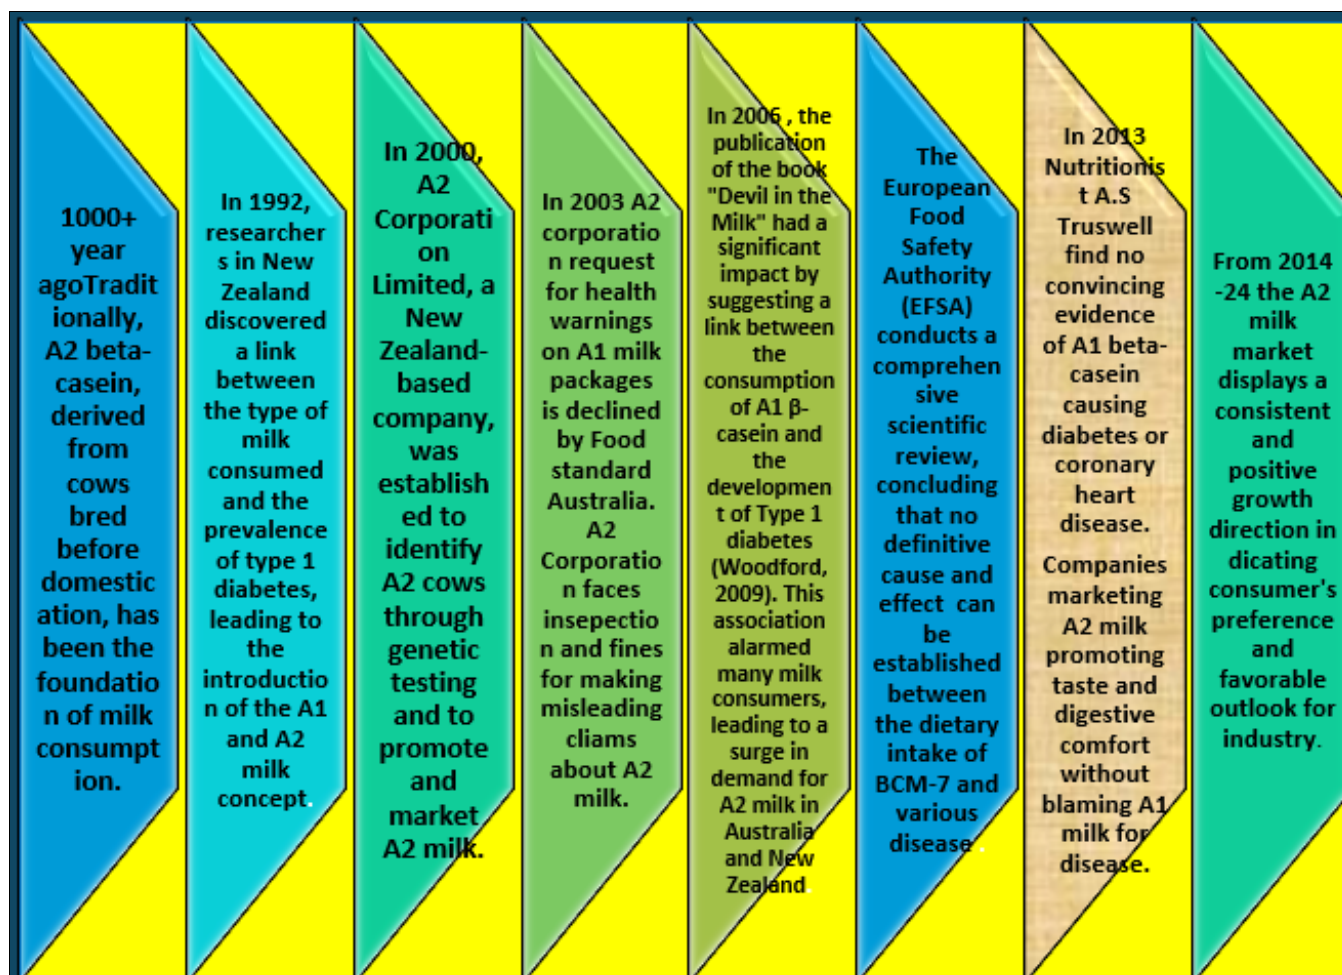 1000+
year
agoTradit
ionally,
A2 beta-
casein,
derived
from
cows
bred
before
domestic
ation, has
been the
foundatio
n of milk
consumpt
ion.
In 1992,
researcher
s in New
Zealand
discovered
a link
between
the type of
milk
consumed
and the
prevalence
of type 1
diabetes,
leading to
the
introductio
n of the A1
and A2
milk
concept.
In 2000,
A2
Corporati
on
Limited, a
New
Zealand-
based
company,
was
establish
ed to
identify
A2 cows
through
genetic
testing
and to
promote
and
market
A2 milk.
In 2003 A2
corporatio
n request
for health
warnings
on A1 milk
packages
is declined
by Food
standard
Australia.
A2
Corporatio
n faces
insepectio
n and fines
for making
misleading
cliams
about A2
milk.
In 2006 , the
publication
of the book
"Devil in the
Milk" had a
significant
impact by
suggesting a
link between
the
consumption
of A1 β-
casein and
the
developmen
t of Type 1
diabetes
(Woodford,
2009). This
association
alarmed
many milk
consumers,
leading to a
surge in
demand for
A2 milk in
Australia
and New
Zealand.
The
European
Food
Safety
Authority
(EFSA)
conducts a
comprehen
sive
scientific
review,
concluding
that no
definitive
cause and
effect can
be
established
between
the dietary
intake of
BCM-7 and
various
disease .
In 2013
Nutritionis
t A.S
Truswell
find no
convincing
evidence
of A1 beta-
casein
causing
diabetes or
coronary
heart
disease.
Companies
marketing
A2 milk
promoting
taste and
digestive
comfort
without
blaming A1
milk for
disease.
From 2014
-24 the A2
milk
market
displays a
consistent
and
positive
growth
direction in
dicating
consumer's
preference
and
favorable
outlook for
industry.